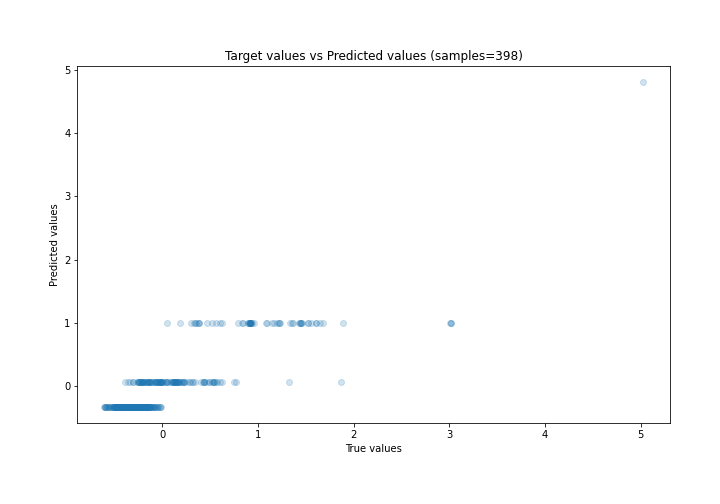 Target values vs Predicted values (samples=398)
5
4
3
2
1
0
Predicted values
0 1 2 3 4 5
True values